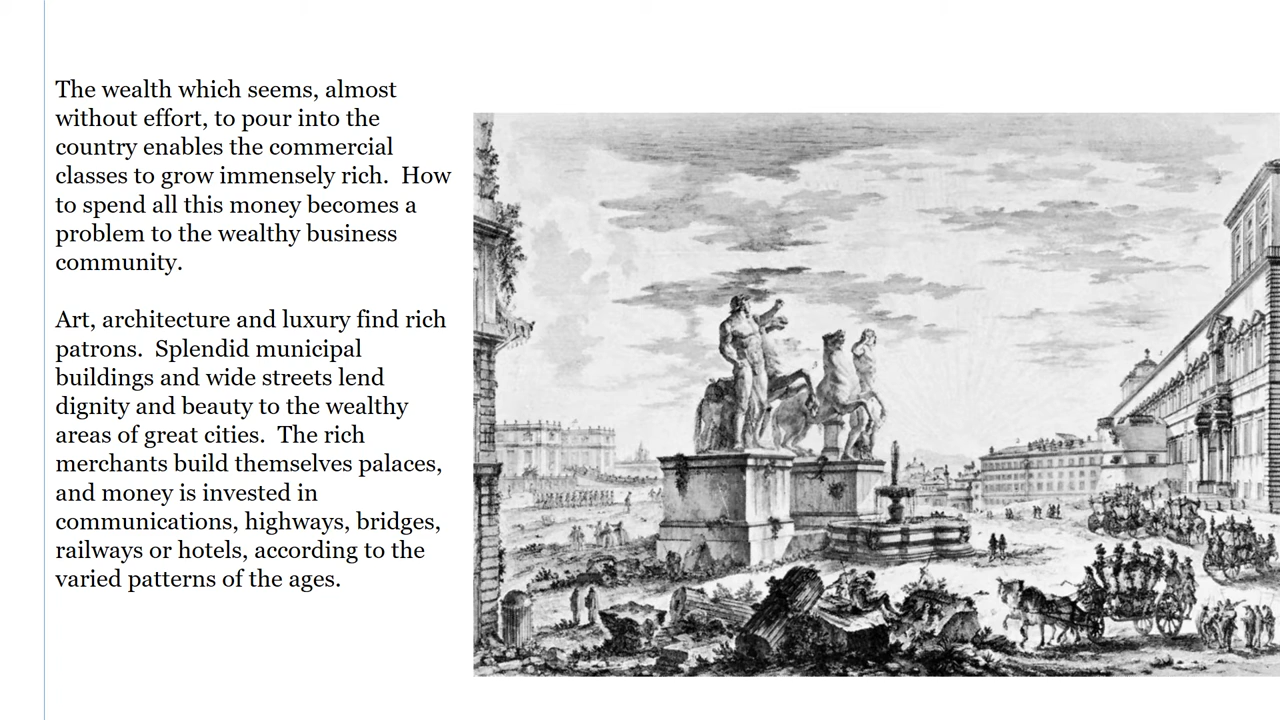 The wealth which seems, almost
without effort, to pour into the
country enables the commercial
classes to grow immensely rich.  How
to spend all this money becomes a
problem to the wealthy business
community.
Art, architecture and luxury find rich
patrons.  Splendid municipal
buildings and wide streets lend
dignity and beauty to the wealthy
areas of great cities.  The rich
merchants build themselves palaces,
and money is invested in
communications, highways, bridges,
railways or hotels, according to the
varied patterns of the ages.